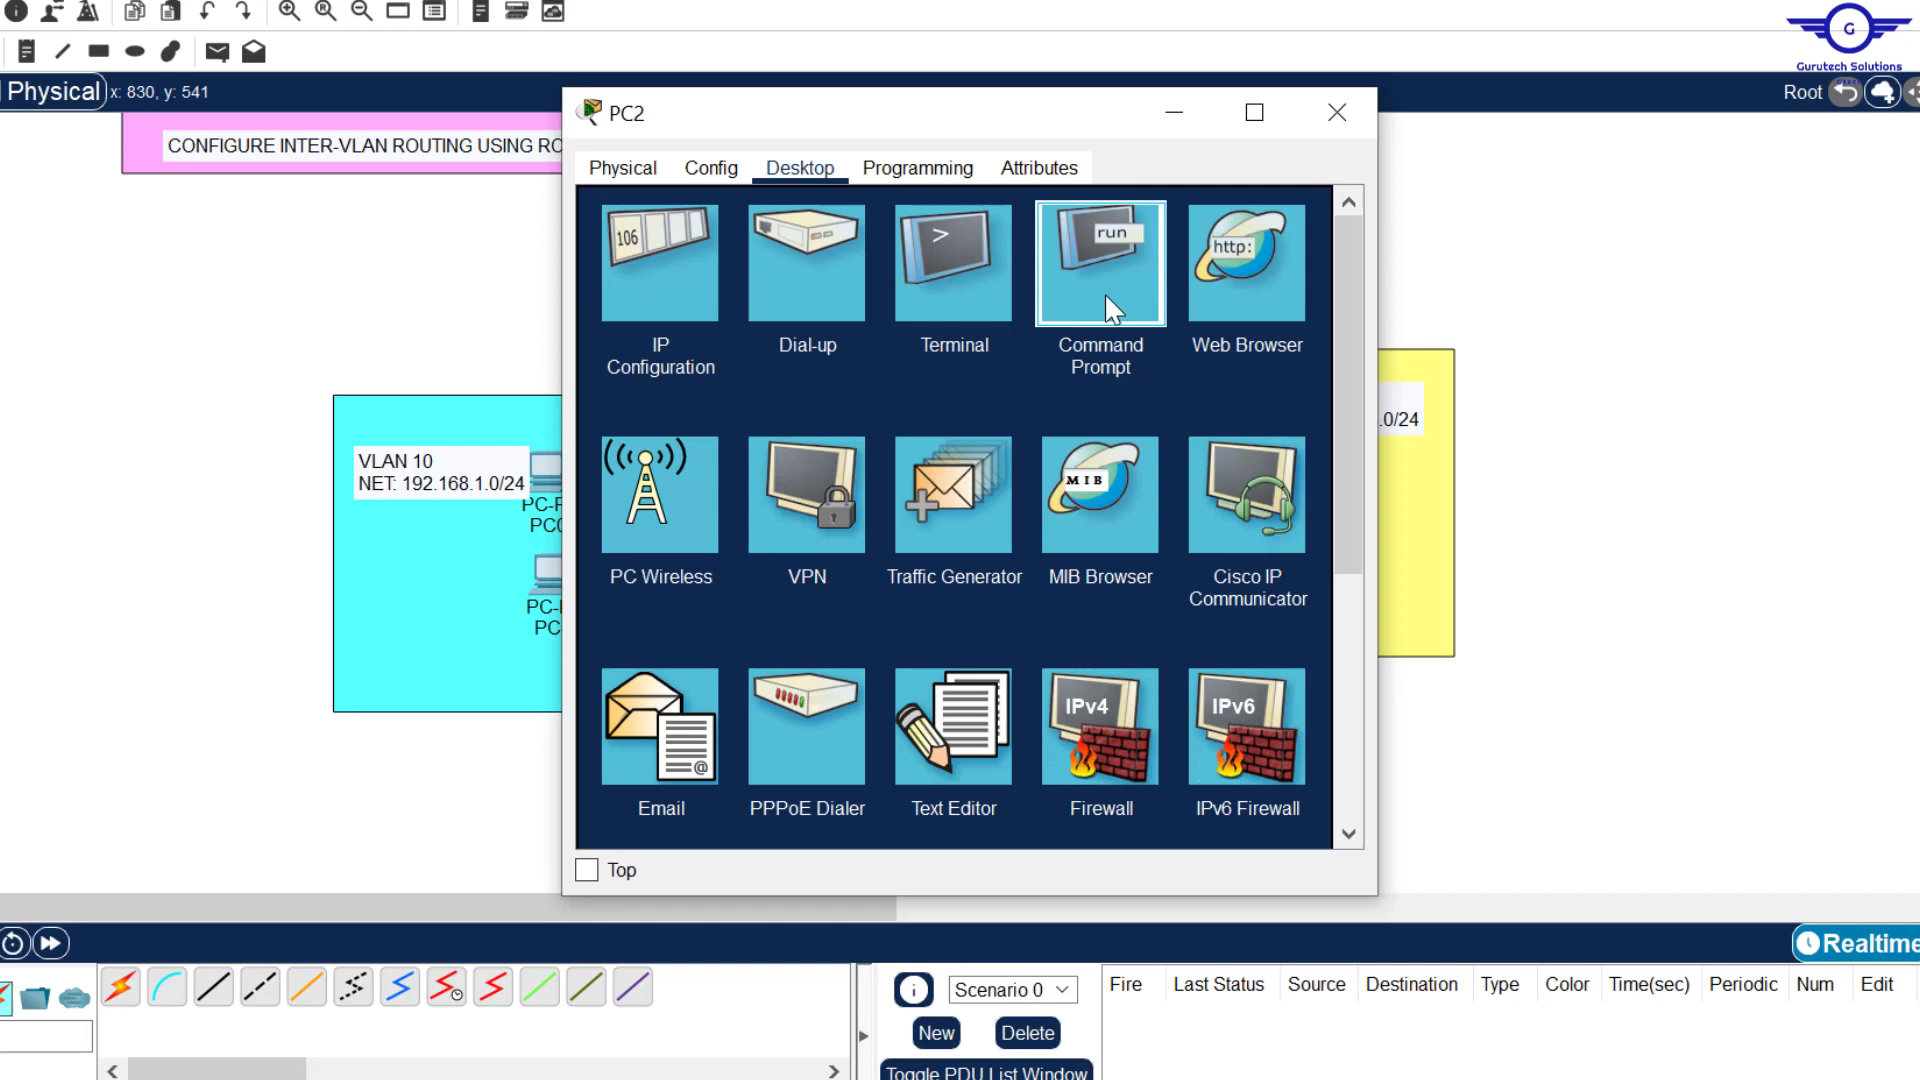 G
Gurutech Solutions
Physical
x: 830, y: 541
Root
CONFIGURE INTER-VLAN ROUTING USING RO
PC2
Physical
Config
Desktop
Programming
Attributes
106
>
run
http:
IP
Configuration
Dial-up
Terminal
Command
Prompt
Web Browser
.0/24
VLAN 10
NET: 192.168.1.0/24
MIB
PC Wireless
VPN
Traffic Generator
MIB Browser
Cisco IP
Communicator
IPv4
IPv6
@
Email
PPPoE Dialer
Text Editor
Firewall
IPv6 Firewall
Top
Realtime
Scenario 0
New
Delete
Toggle PDU List Window
Fire
Last Status
Source
Destination
Type
Color
Time(sec)
Periodic
Num
Edit